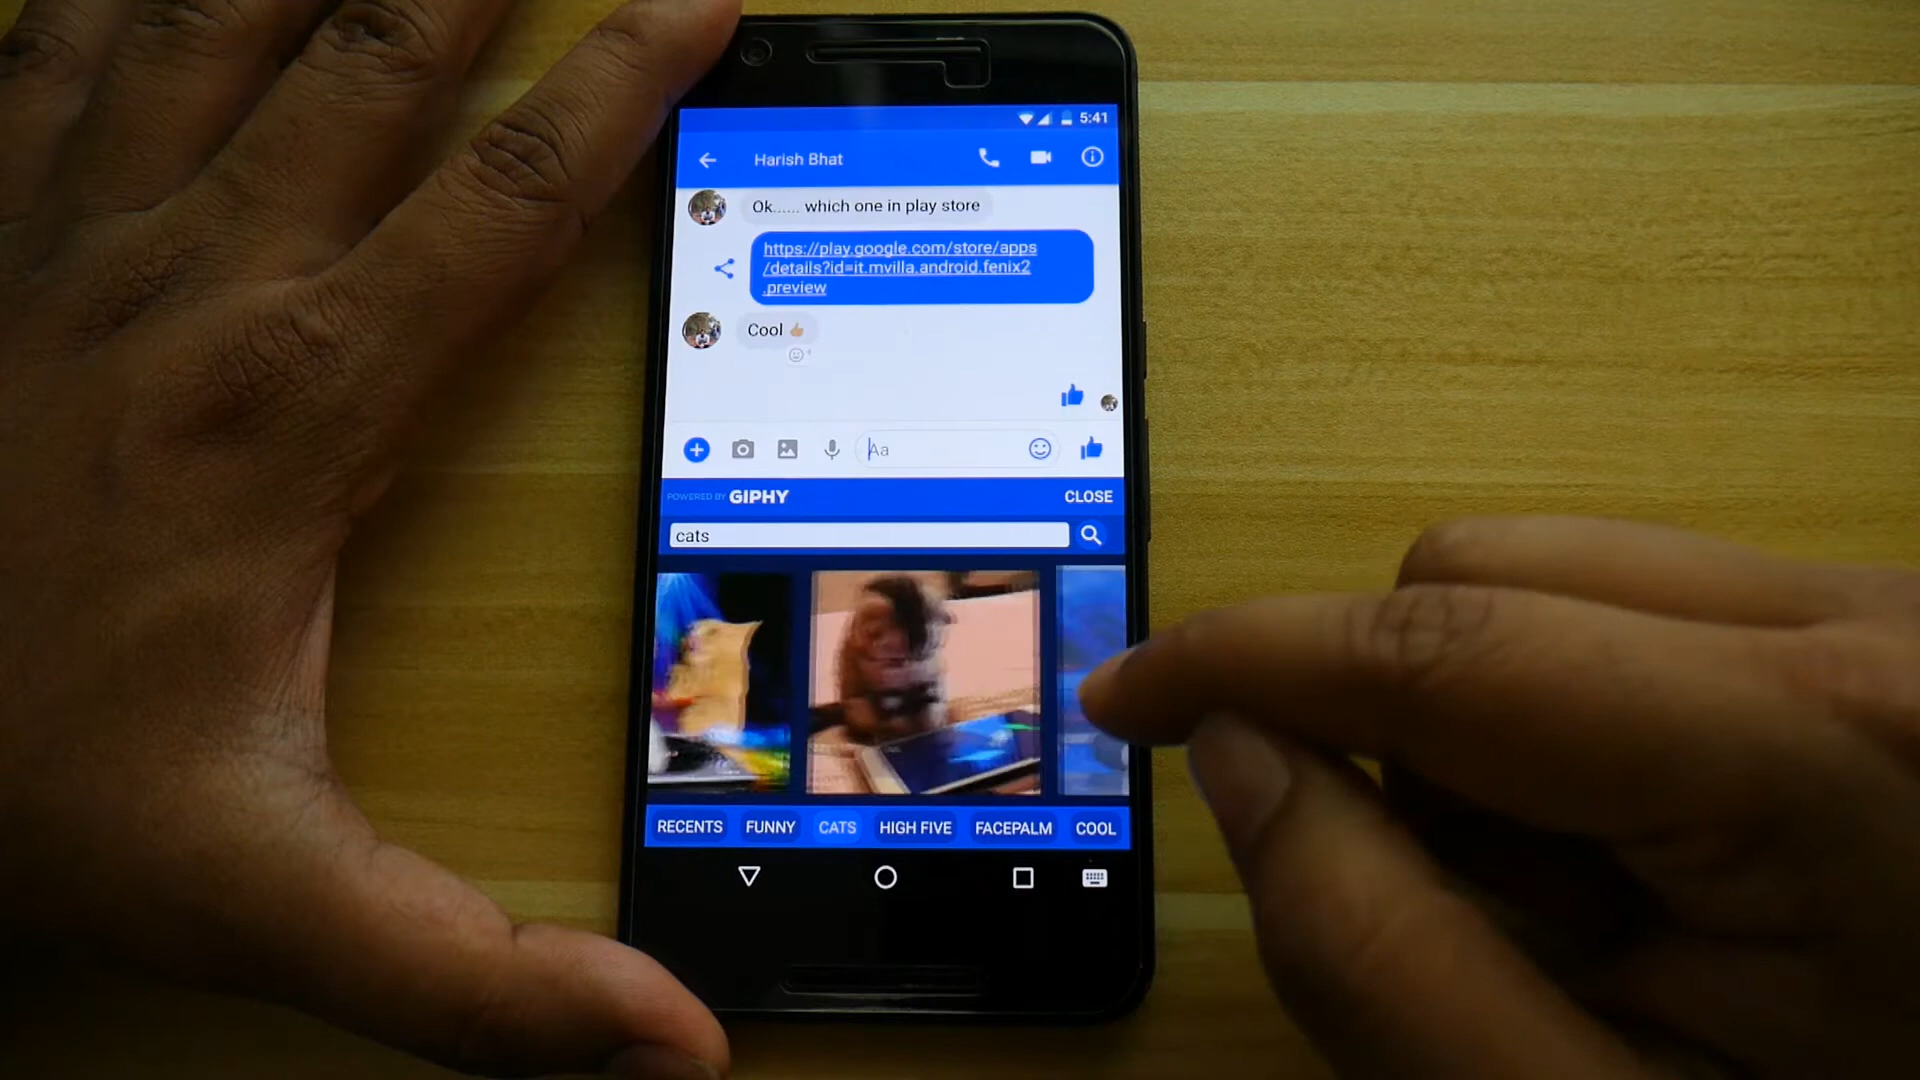 5:41
Harish Bhat
Ok...... which one in play store
https://play.google.com/store/apps
/details?id=it.mvilla.android.fenix2
.preview
Cool
Aa
POWERED BY GIPHY CLOSE
cats
RECENTS FUNNY CATS HIGH FIVE FACEPALM COOL